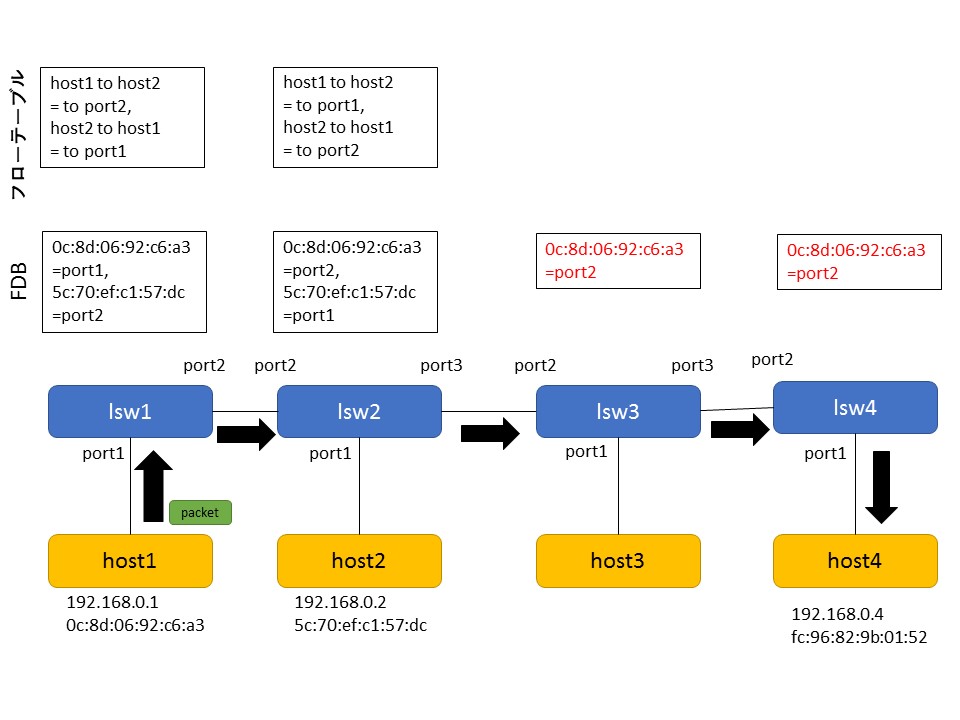 フローテーブル
host1 to host2
= to port2,
host2 to host1
= to port1
host1 to host2
= to port1,
host2 to host1
= to port2
FDB
0c:8d:06:92:c6:a3
=port1,
5c:70:ef:c1:57:dc
=port2
0c:8d:06:92:c6:a3
=port2,
5c:70:ef:c1:57:dc
=port1
0c:8d:06:92:c6:a3
=port2
0c:8d:06:92:c6:a3
=port2
port2
port2
port3
port2
port3
port2
lsw1
lsw2
lsw3
lsw4
port1
port1
port1
port1
packet
host1
host2
host3
host4
192.168.0.1
0c:8d:06:92:c6:a3
192.168.0.2
5c:70:ef:c1:57:dc
192.168.0.4
fc:96:82:9b:01:52